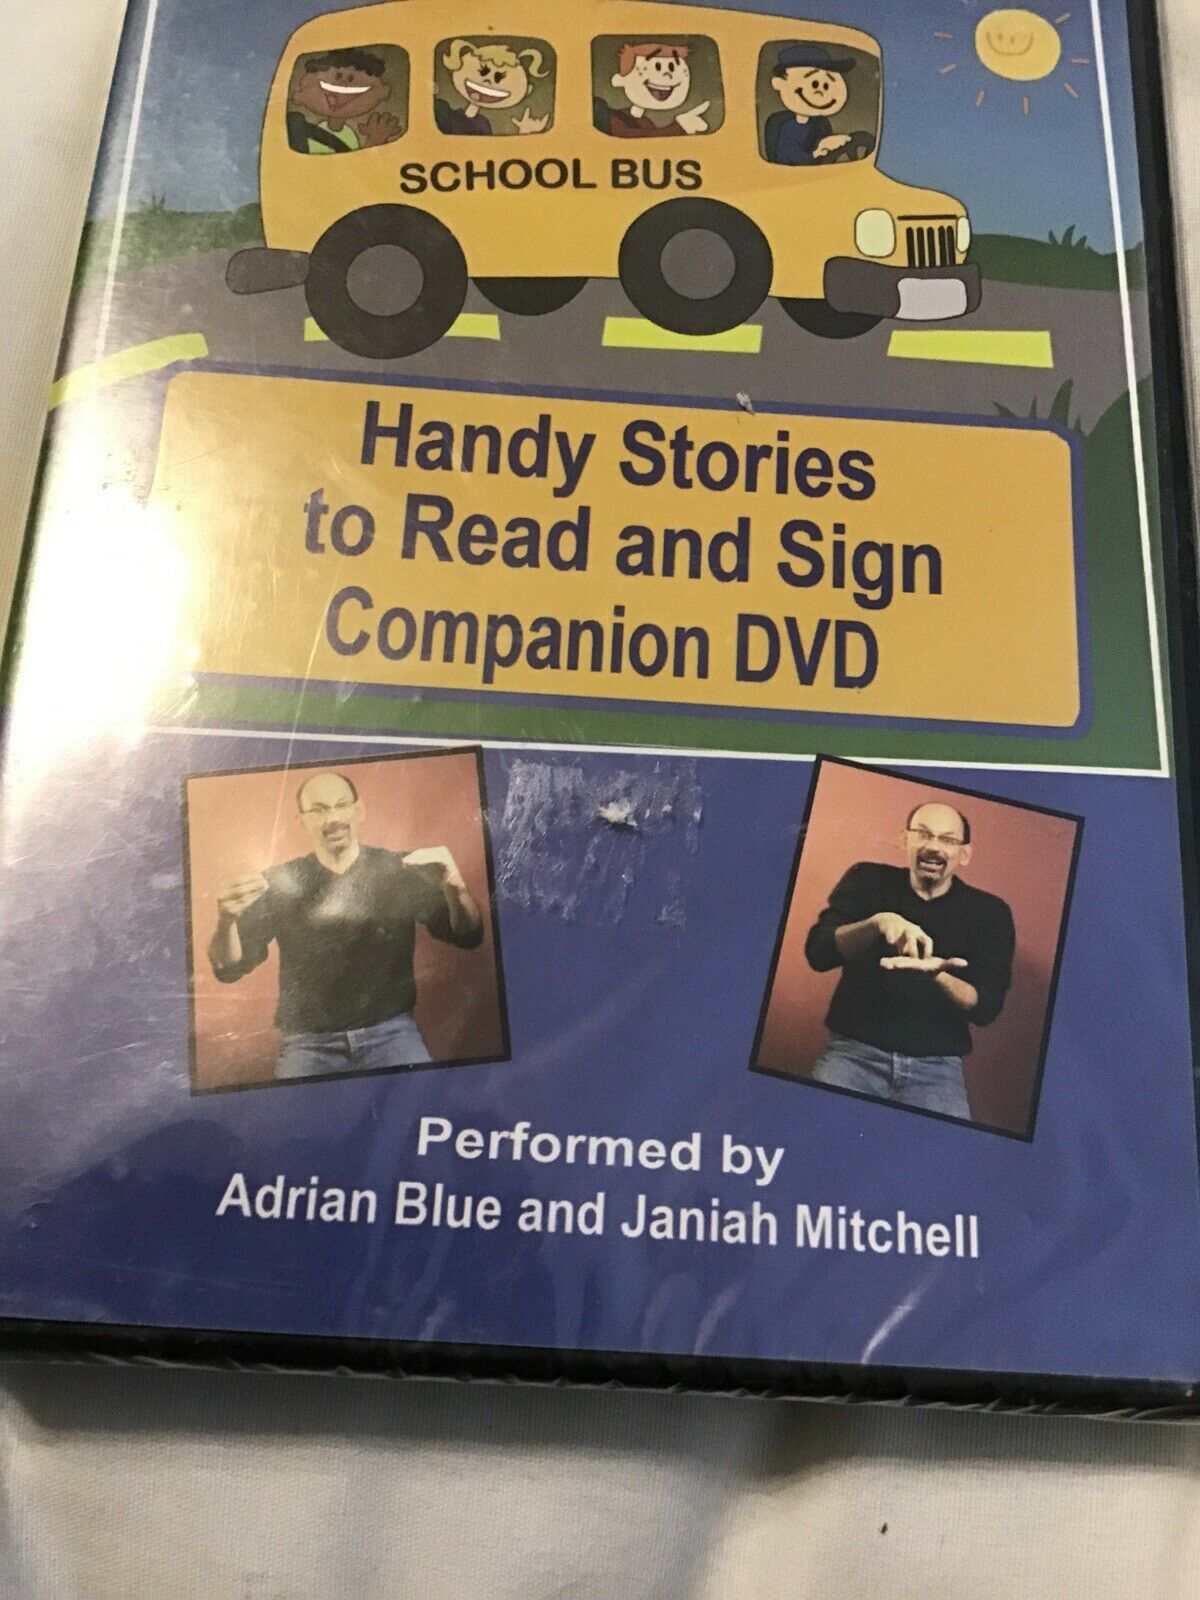 SCHOOL BUS
Handy Stories
to Read and Sign
Companion DVD
Performed by
Adrian Blue and Janiah Mitchell